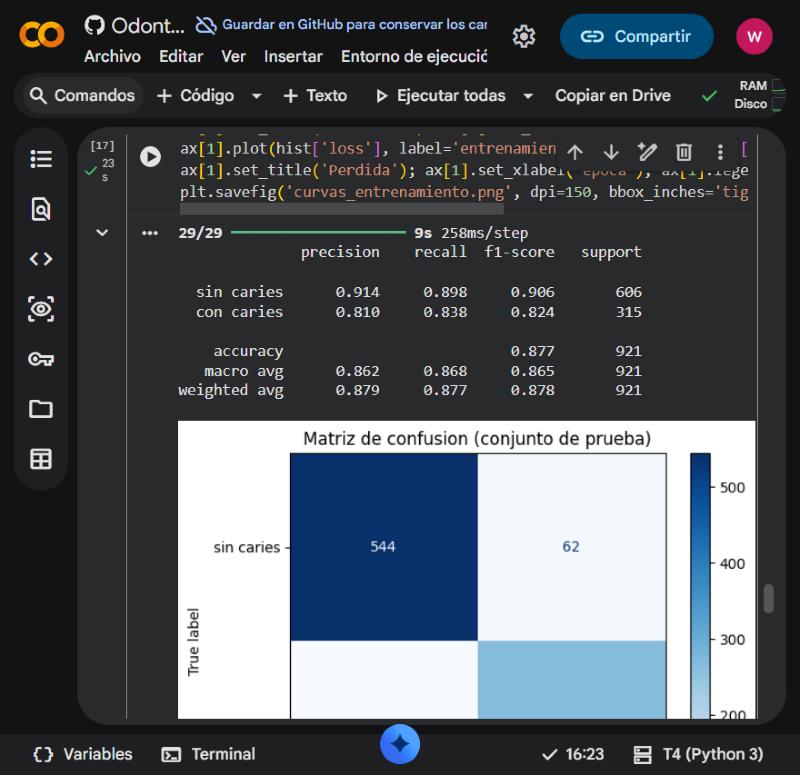 Odont...
Guardar en GitHub para conservar los car
Compartir
W
Archivo Editar Ver Insertar Entorno de ejecució
Comandos + Código + Texto Ejecutar todas Copiar en Drive
RAM
Disco
[17]
23
s
ax[1].plot(hist['loss'], label='entrenamien [
ax[1].set_title('Perdida'); ax[1].set_xlabel('epoca'); ax[1].lege
plt.savefig('curvas_entrenamiento.png', dpi=150, bbox_inches='tig
29/29 9s 258ms/step
precision recall f1-score support
sin caries 0.914 0.898 0.906 606
con caries 0.810 0.838 0.824 315
accuracy 0.877 921
macro avg 0.862 0.868 0.865 921
weighted avg 0.879 0.877 0.878 921
Matriz de confusion (conjunto de prueba)
500
sin caries 544 62
400
True label
300
200
Variables Terminal 16:23 T4 (Python 3)